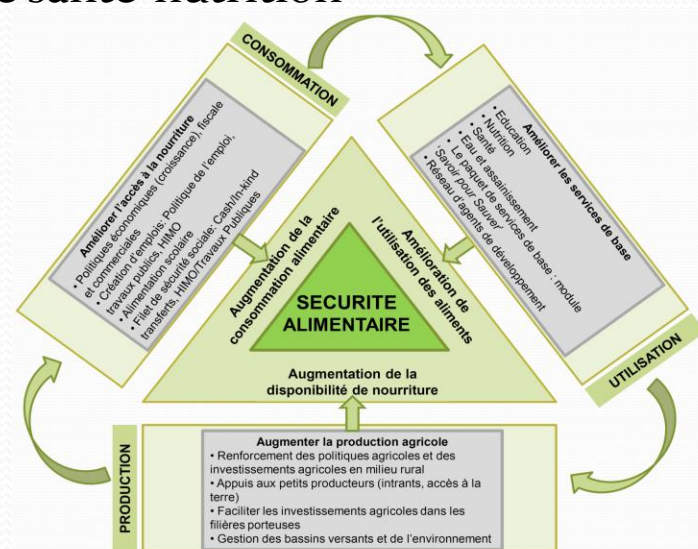 santé nutrition
CONSOMMATION
Améliorer l'accès à la nourriture
• Politiques économiques (croissance), fiscale
et commerciales
• Création d'emplois: Politique de l'emploi,
travaux publics, HIMO
• Alimentation scolaire
• Filet de sécurité sociale: Cash/In-kind
transferts, HIMO/Travaux Publiques
Améliorer les services de base
• Education
• Nutrition
• Santé
• Eau et assainissement
• Le paquet de services de base : module
'Savoir pour Sauver'
• Réseau d'agents de développement
UTILISATION
Augmentation de la
consommation alimentaire
Amélioration de
l'utilisation des aliments
SECURITE
ALIMENTAIRE
Augmentation de la
disponibilité de nourriture
PRODUCTION
Augmenter la production agricole
• Renforcement des politiques agricoles et des
investissements agricoles en milieu rural
• Appuis aux petits producteurs (intrants, accès à la
terre)
• Faciliter les investissements agricoles dans les
filières porteuses
• Gestion des bassins versants et de l'environnement